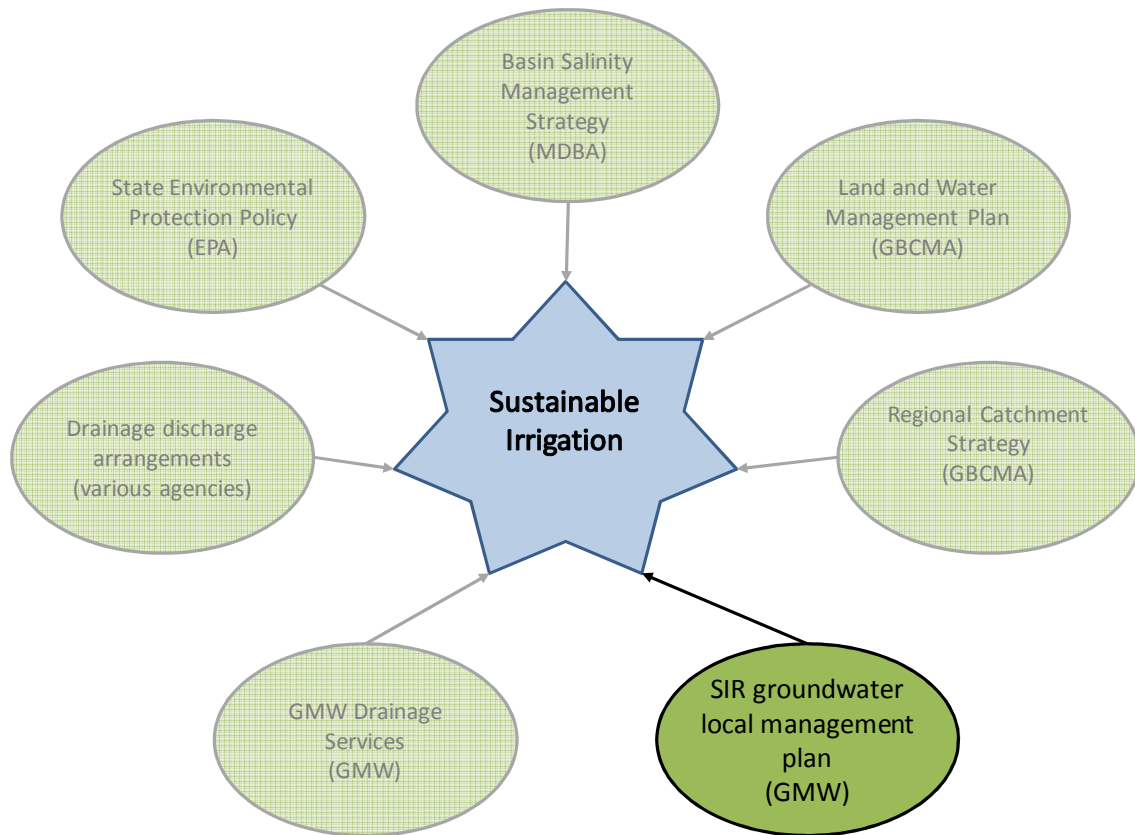 Basin Salinity
Management
Strategy
(MDBA)
State Environmental
Protection Policy
(EPA)
Land and Water
Management Plan
(GBCMA)
Sustainable
Irrigation
Drainage discharge
arrangements
(various agencies)
Regional Catchment
Strategy
(GBCMA)
GMW Drainage
Services
(GMW)
SIR groundwater
local management
plan
(GMW)